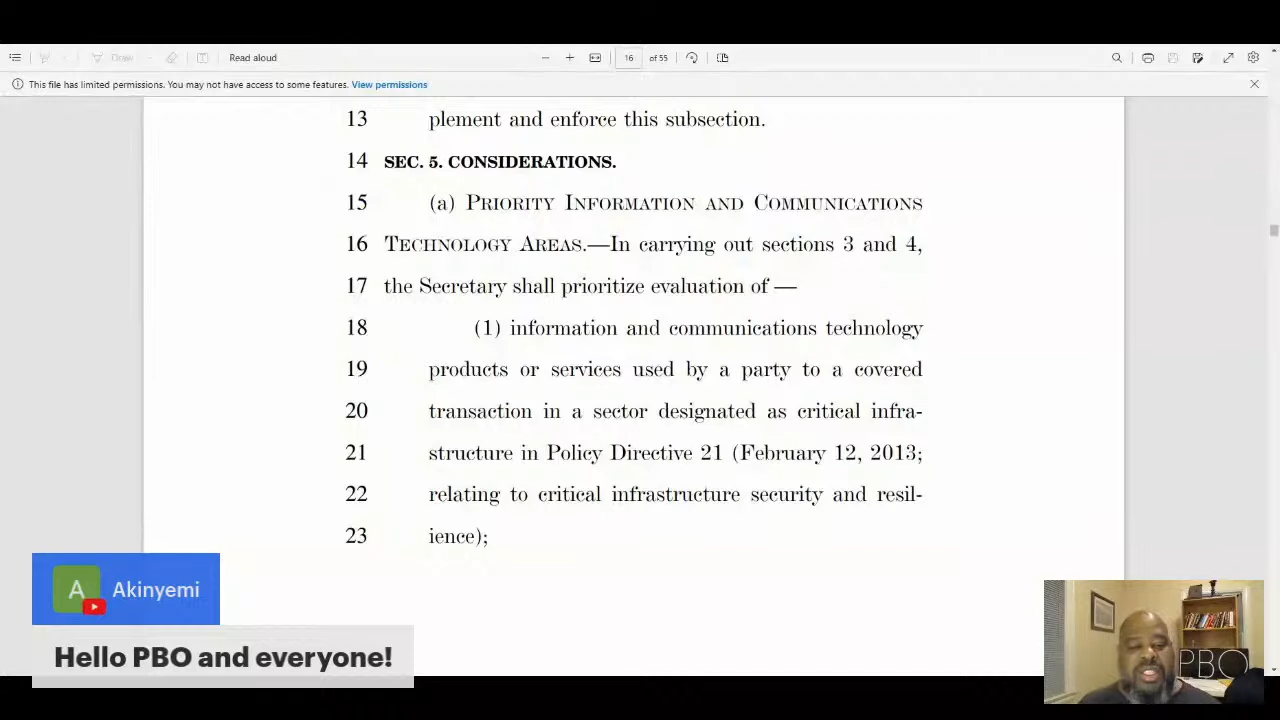 Draw
Read aloud
16 of 55
This file has limited permissions. You may not have access to some features. View permissions
13 plement and enforce this subsection.
14 SEC. 5. CONSIDERATIONS.
15 (a) PRIORITY INFORMATION AND COMMUNICATIONS
16 TECHNOLOGY AREAS.—In carrying out sections 3 and 4,
17 the Secretary shall prioritize evaluation of —
18 (1) information and communications technology
19 products or services used by a party to a covered
20 transaction in a sector designated as critical infra-
21 structure in Policy Directive 21 (February 12, 2013;
22 relating to critical infrastructure security and resil-
23 ience);
A Akinyemi
Hello PBO and everyone!
PBO